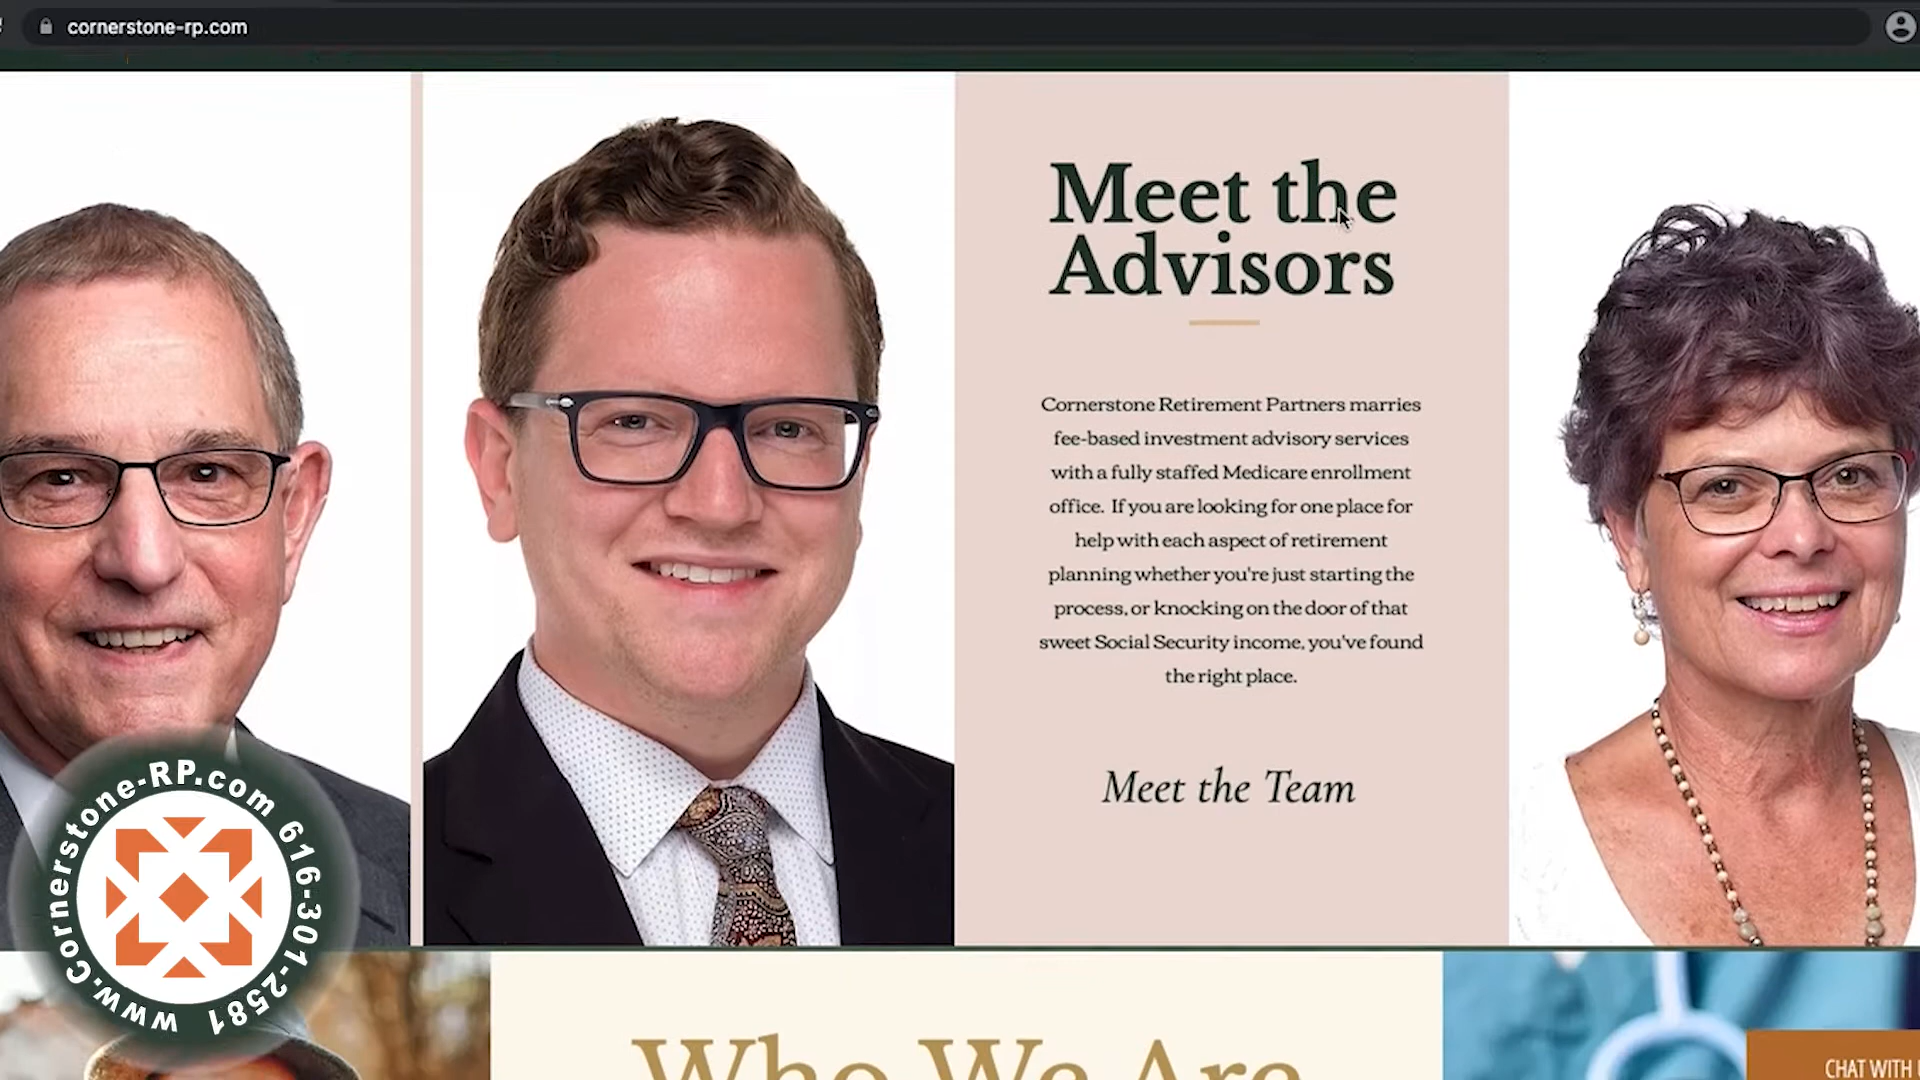 cornerstone-rp.com
Meet the
Advisors
Cornerstone Retirement Partners marries
fee-based investment advisory services
with a fully staffed Medicare enrollment
office. If you are looking for one place for
help with each aspect of retirement
planning whether you're just starting the
process, or knocking on the door of that
sweet Social Security income, you've found
the right place.
Meet the Team
www.Cornerstone-RP.com 616-301-2581
Who We Are
CHAT WITH